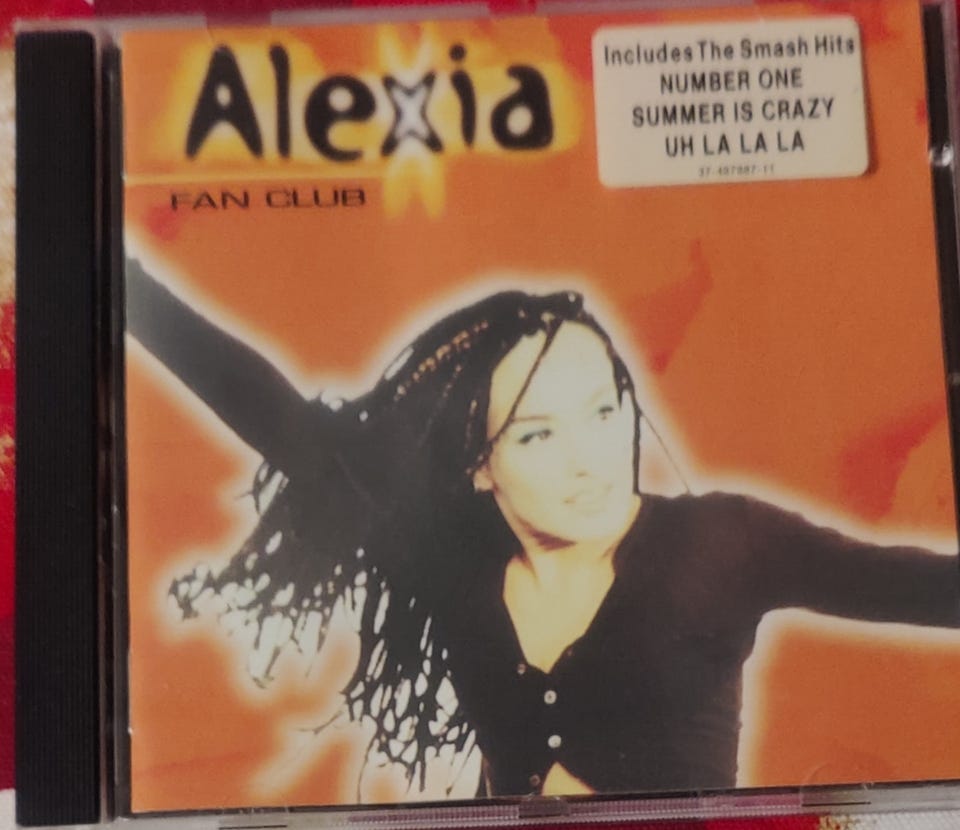 Alexia
FAN CLUB
Includes The Smash Hits
NUMBER ONE
SUMMER IS CRAZY
UH LA LA LA